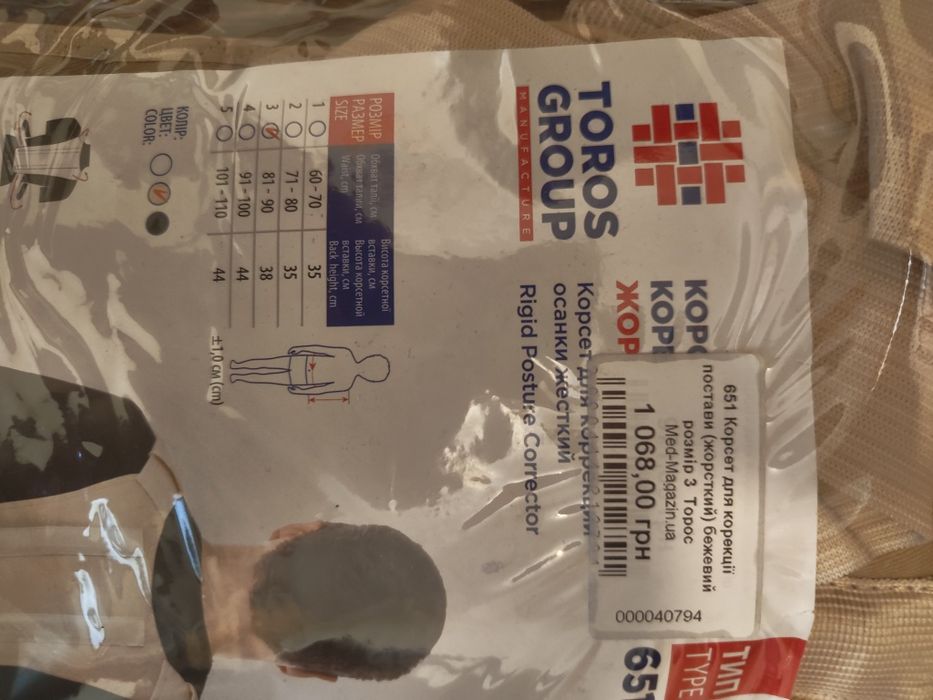 TOROS
GROUP
MANUFACTURE
КОРС
КОРЕ
ЖОР
Корсет для коррекции
осанки жесткий
Rigid Posture Corrector
651 Корсет для корекції
постави (жорсткий) бежевий
розмір 3 Торос
Med-Magazin.ua
1 068,00 грн
000040794
ТИП
TYPE
651
РОЗМІР
РАЗМЕР
SIZE
Обхват талії, см
Обхват талии, см
Waist, cm
Висота корсетної
вставки, см
Высота корсетной
вставки, см
Back height, cm
1 60 - 70 35
2 71 - 80 35
3 81 - 90 38
4 91 - 100 44
5 101 - 110 44
±1,0 см (cm)
КОЛІР:
ЦВЕТ:
COLOR: